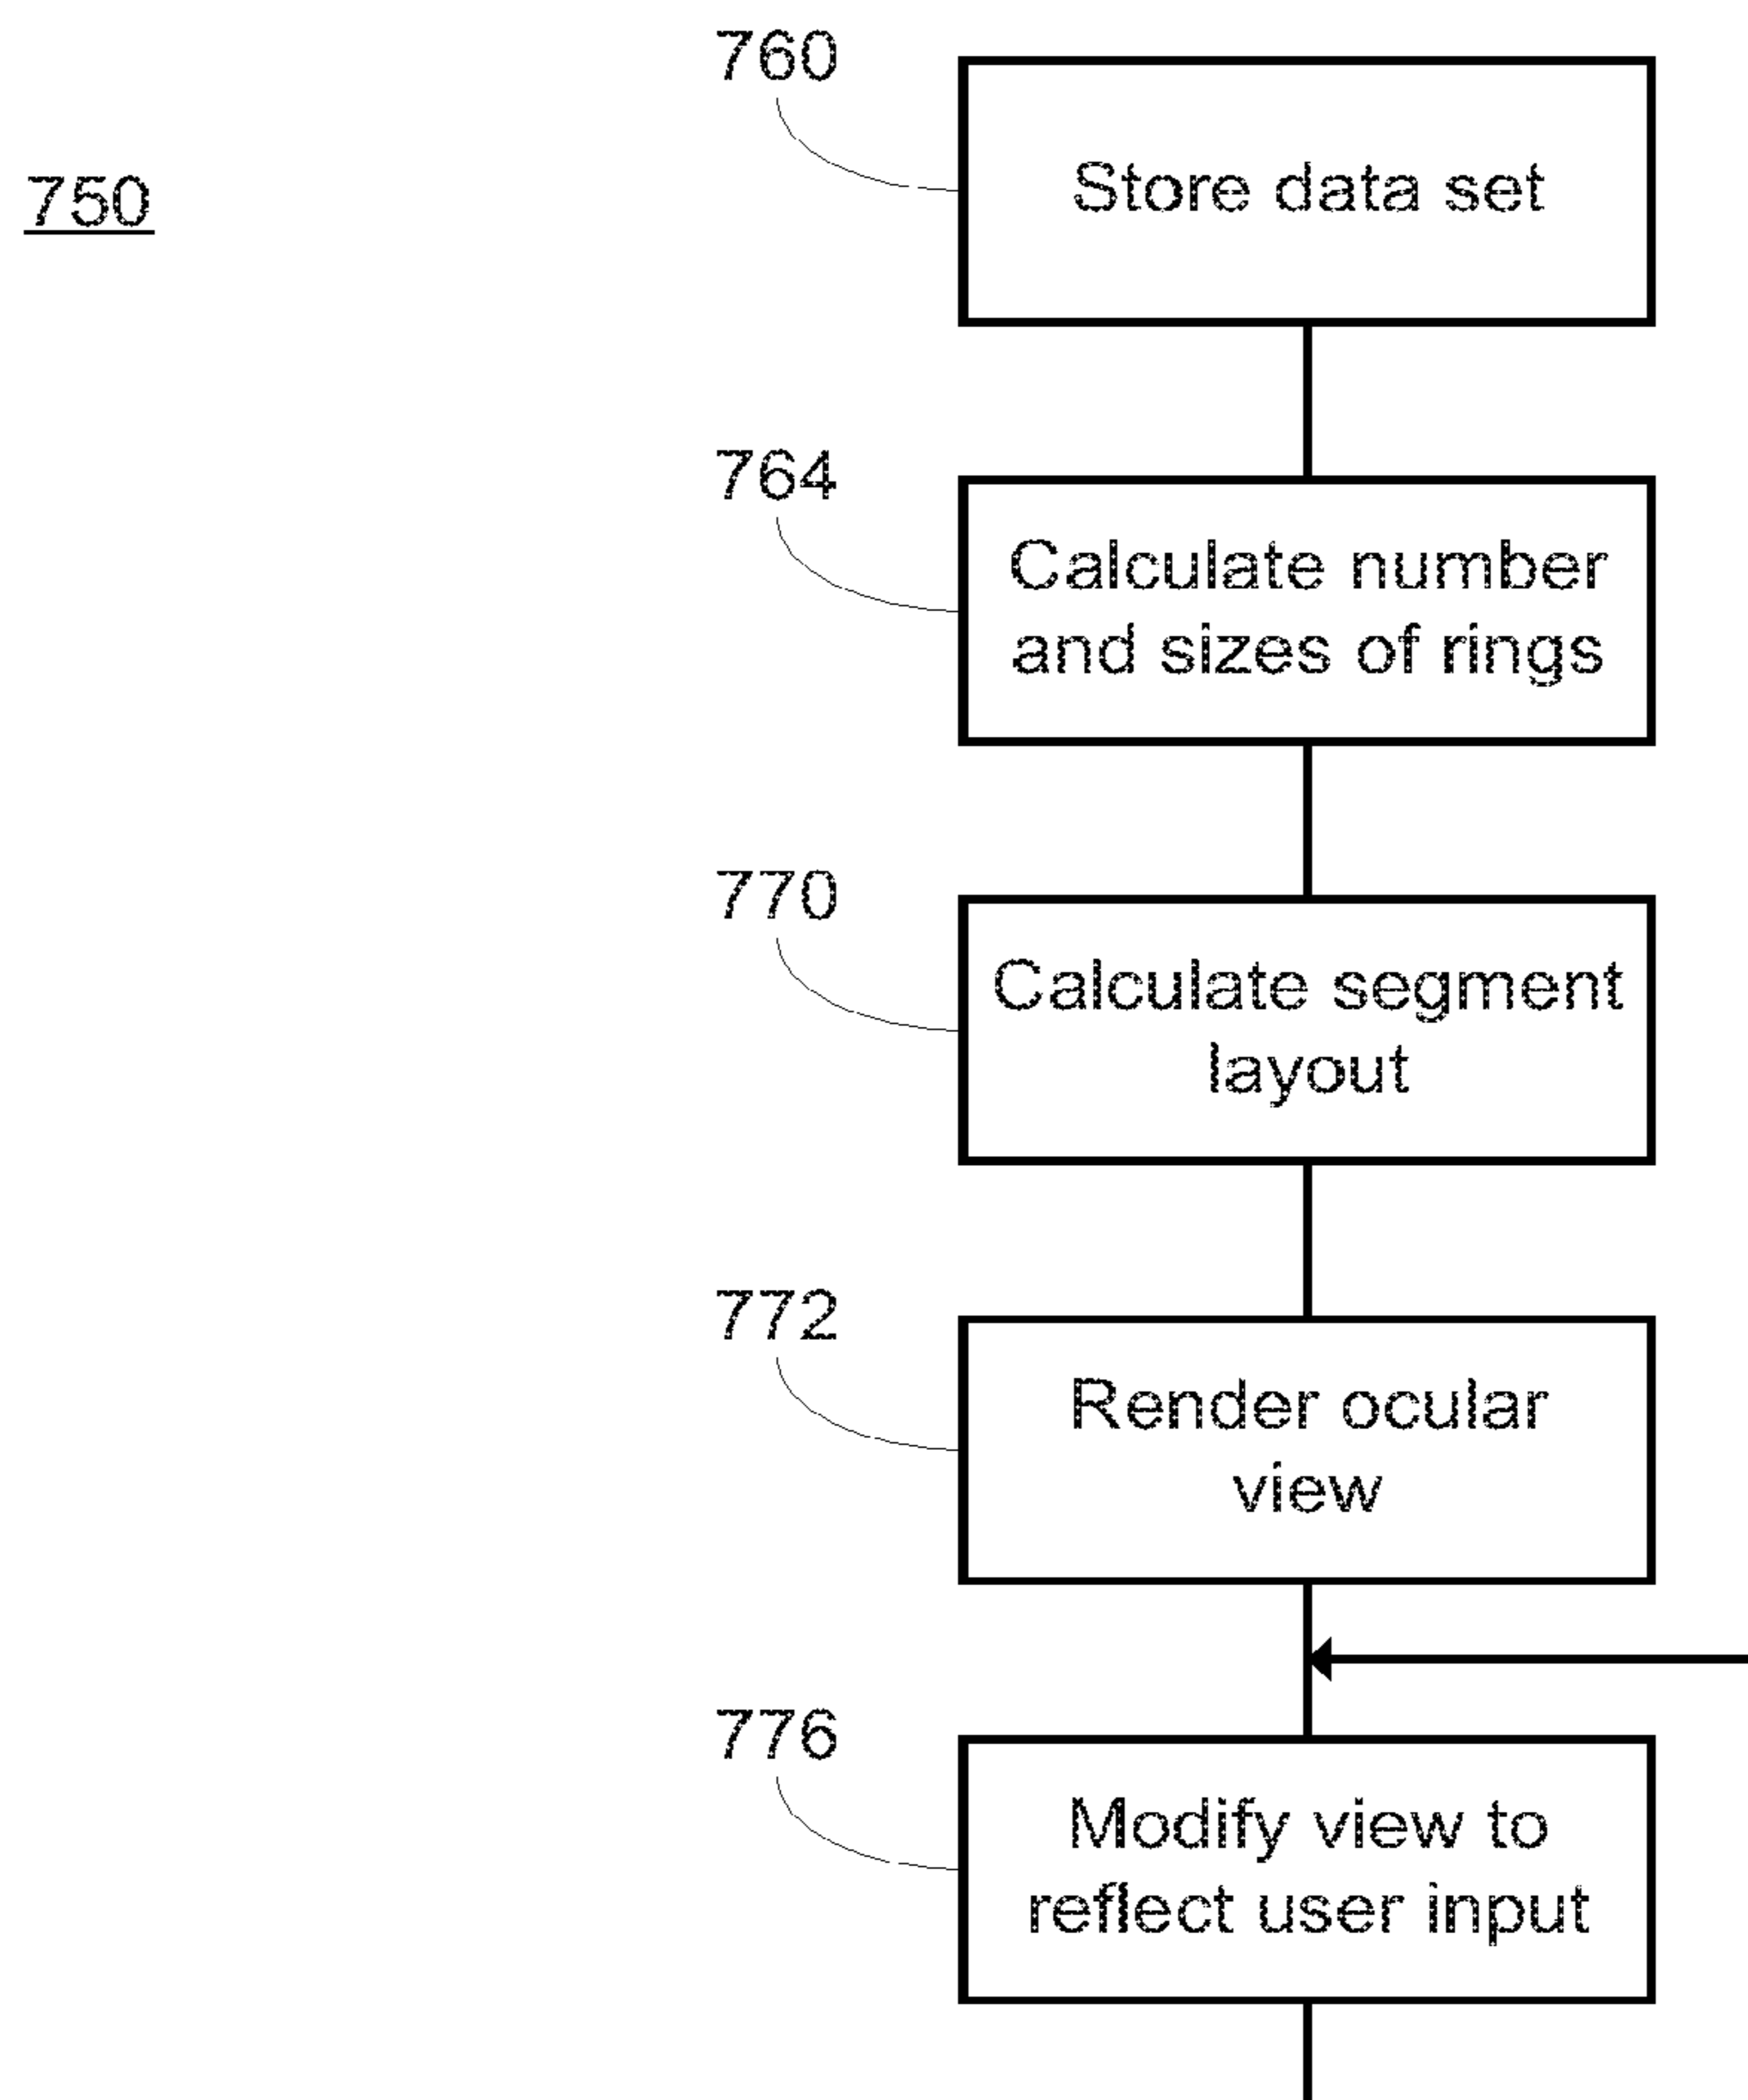 760
750
Store data set
764
Calculate number
and sizes of rings
770
Calculate segment
layout
772
Render ocular
view
776
Modify view to
reflect user input